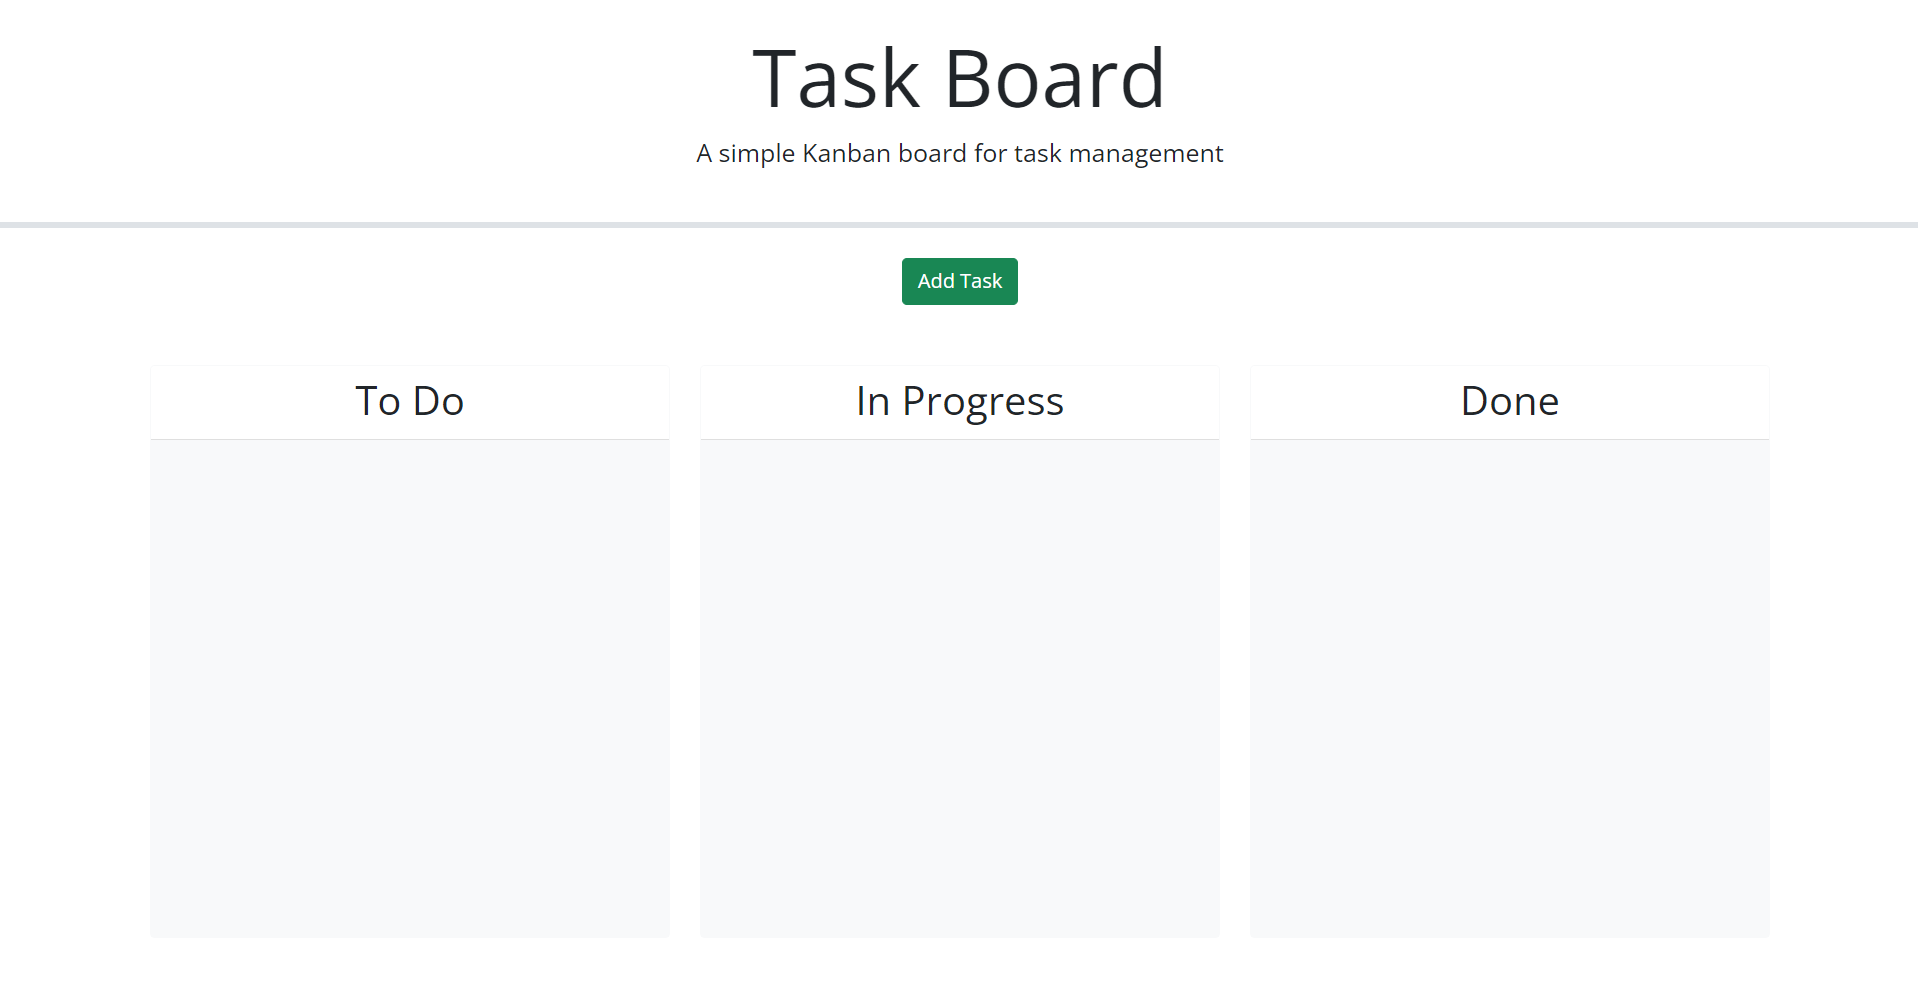 Task Board
A simple Kanban board for task management
Add Task
To Do
In Progress
Done